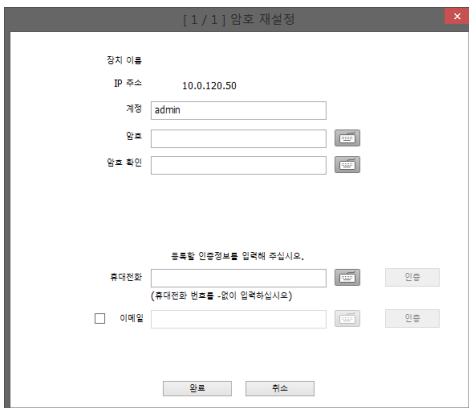 [ 1 / 1 ] 암호 재설정
장치 이름
IP 주소 10.0.120.50
계정 admin
암호
암호 확인
등록할 인증정보를 입력해 주십시오.
휴대전화 인증
(휴대전화 번호를 -없이 입력하십시오)
이메일 인증
완료 취소